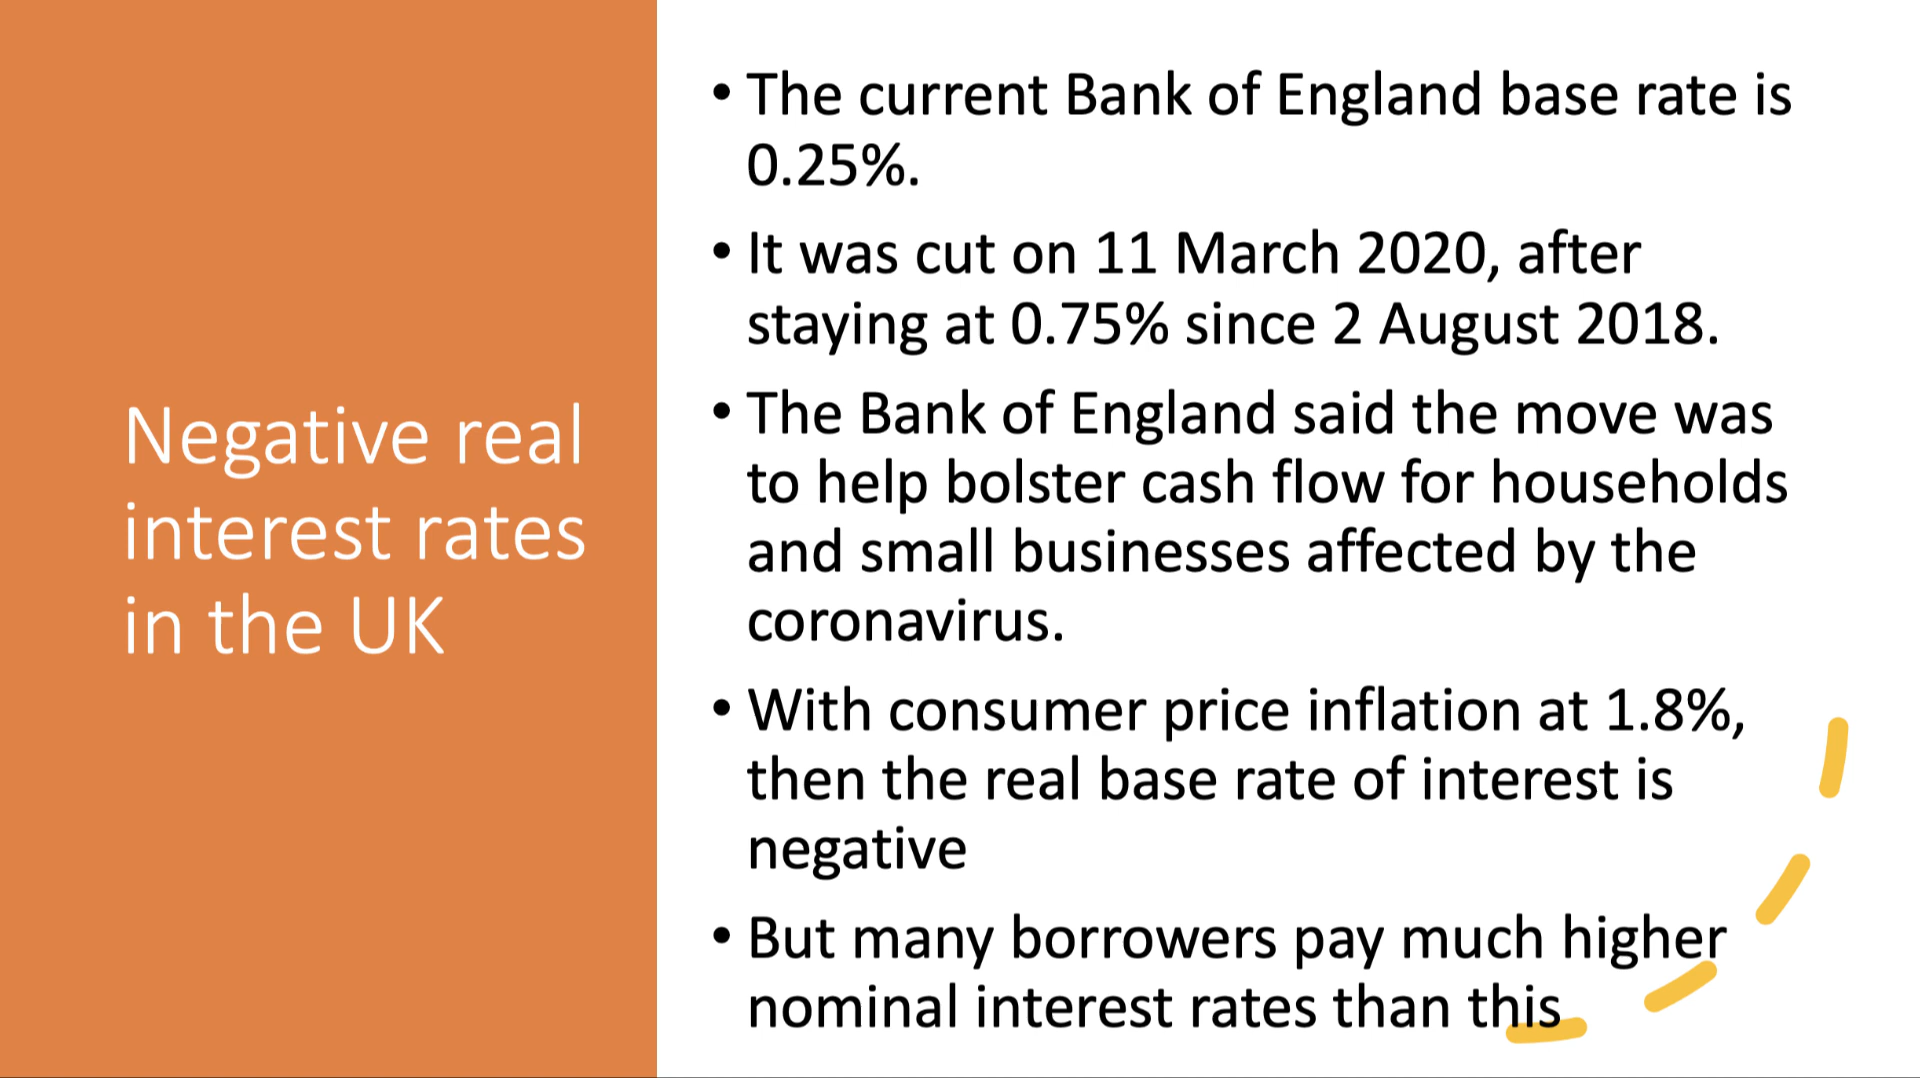 Negative real
interest rates
in the UK
• The current Bank of England base rate is
0.25%.
• It was cut on 11 March 2020, after
staying at 0.75% since 2 August 2018.
• The Bank of England said the move was
to help bolster cash flow for households
and small businesses affected by the
coronavirus.
• With consumer price inflation at 1.8%,
then the real base rate of interest is
negative
• But many borrowers pay much higher
nominal interest rates than this